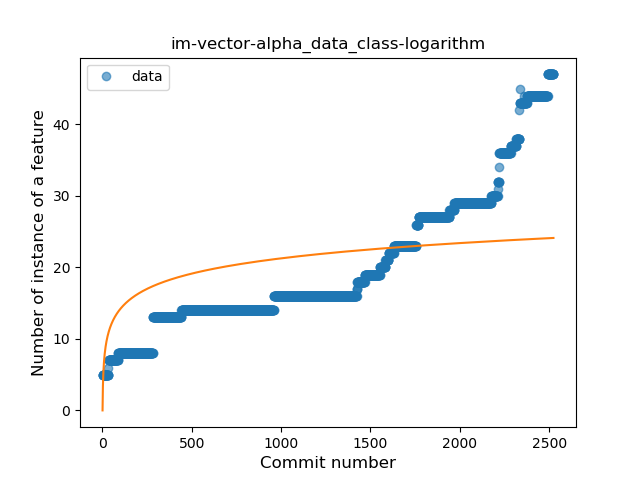 im-vector-alpha_data_class-logarithm
data
Number of instance of a feature
40
30
20
10
0
0 500 1000 1500 2000 2500
Commit number